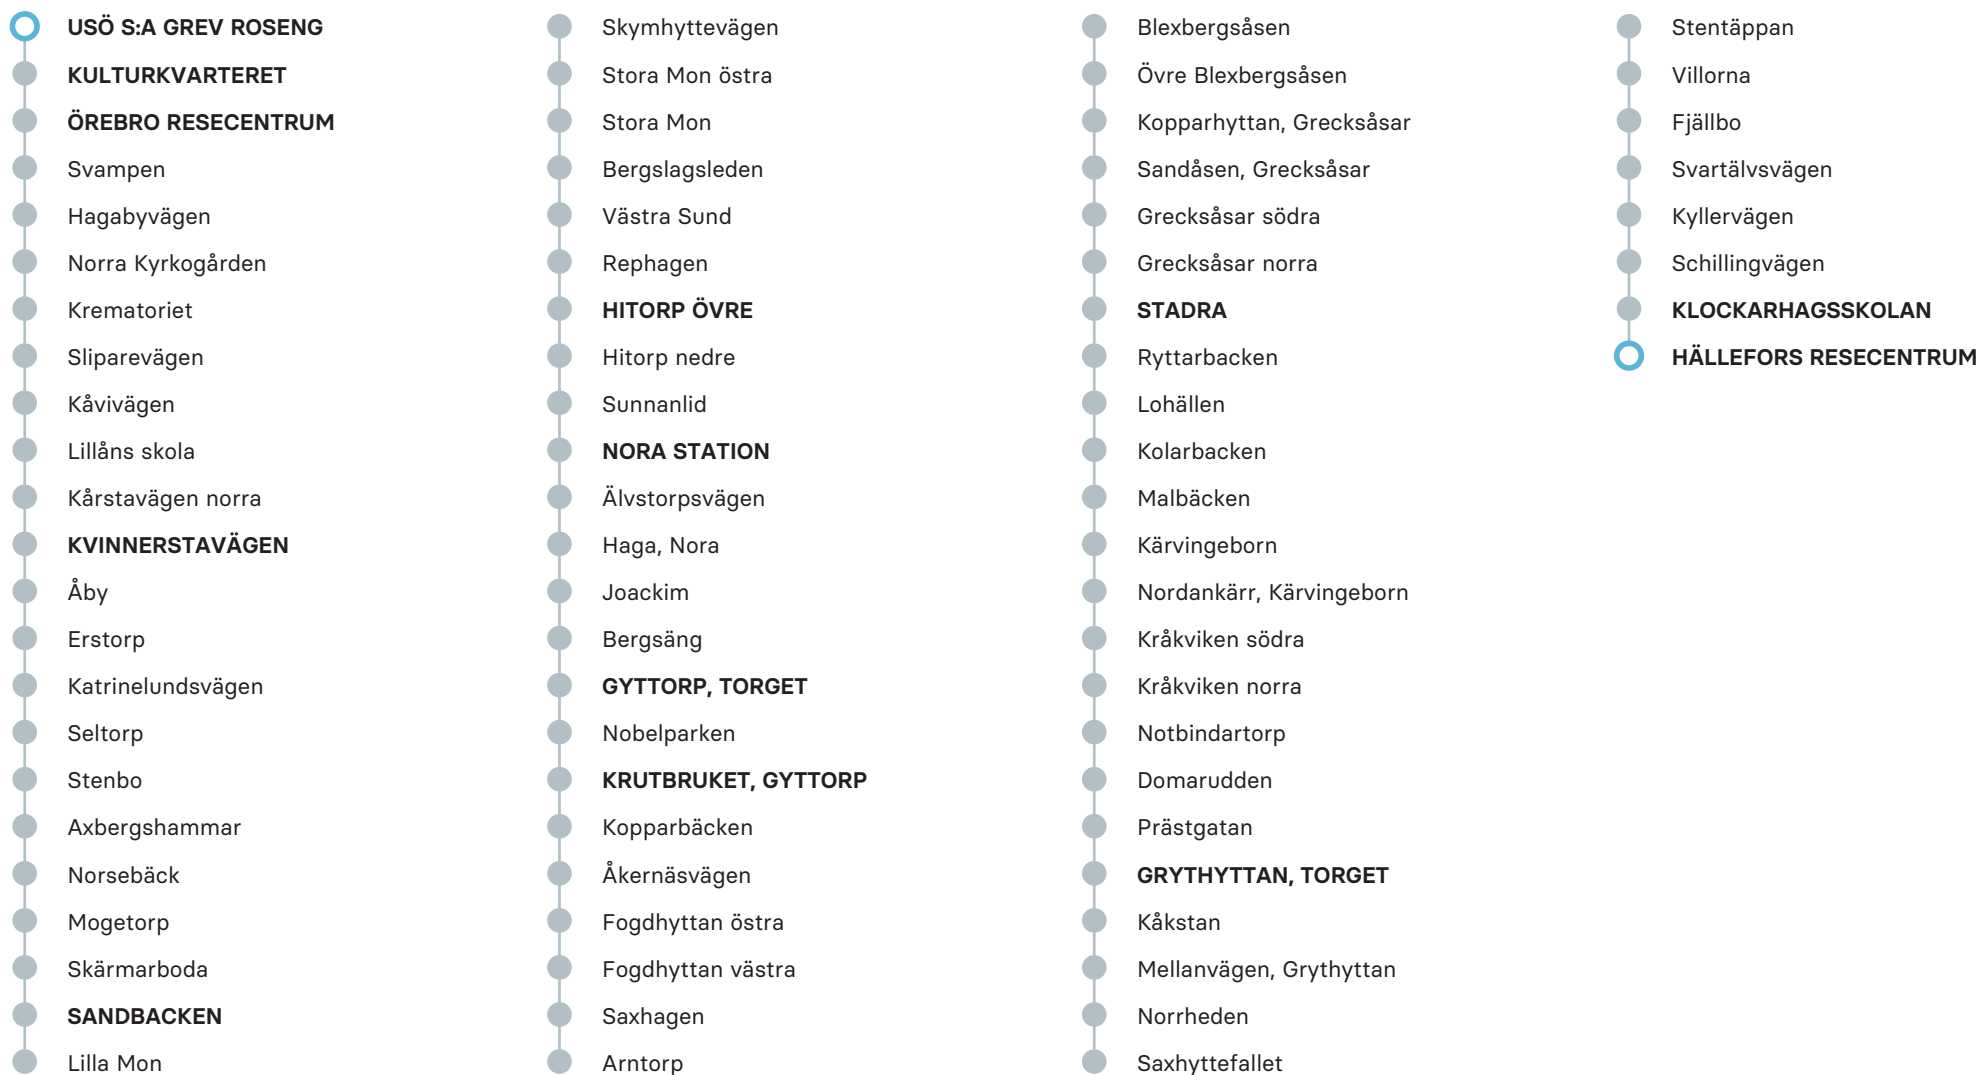 USÖ S:A GREV ROSENG
KULTURKVARTERET
ÖREBRO RESECENTRUM
Svampen
Hagabyvägen
Norra Kyrkogården
Krematoriet
Sliparevägen
Kåvivägen
Lillåns skola
Kårstavägen norra
KVINNERSTAVÄGEN
Åby
Erstorp
Katrinelundsvägen
Seltorp
Stenbo
Axbergshammar
Norsebäck
Mogetorp
Skärmarboda
SANDBACKEN
Lilla Mon
Skymhyttevägen
Stora Mon östra
Stora Mon
Bergslagsleden
Västra Sund
Rephagen
HITORP ÖVRE
Hitorp nedre
Sunnanlid
NORA STATION
Älvstorpsvägen
Haga, Nora
Joackim
Bergsäng
GYTTORP, TORGET
Nobelparken
KRUTBRUKET, GYTTORP
Kopparbäcken
Åkernäsvägen
Fogdhyttan östra
Fogdhyttan västra
Saxhagen
Arntorp
Blexbergsåsen
Övre Blexbergsåsen
Kopparhyttan, Grecksåsar
Sandåsen, Grecksåsar
Grecksåsar södra
Grecksåsar norra
STADRA
Ryttarbacken
Lohällen
Kolarbacken
Malbäcken
Kärvingeborn
Nordankärr, Kärvingeborn
Kråkviken södra
Kråkviken norra
Notbindartorp
Domarudden
Prästgatan
GRYTHYTTAN, TORGET
Kåkstan
Mellanvägen, Grythyttan
Norrheden
Saxhyttefallet
Stentäppan
Villorna
Fjällbo
Svartälvsvägen
Kyllervägen
Schillingvägen
KLOCKARHAGSSKOLAN
HÄLLEFORS RESECENTRUM